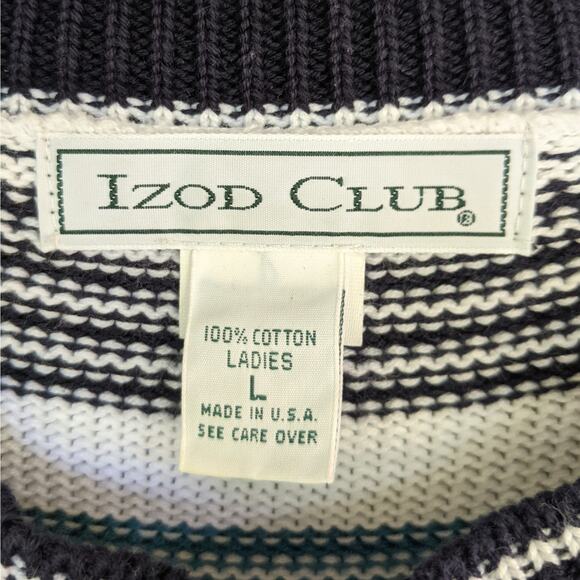 IZOD CLUB®
100% COTTON
LADIES
L
MADE IN U.S.A.
SEE CARE OVER